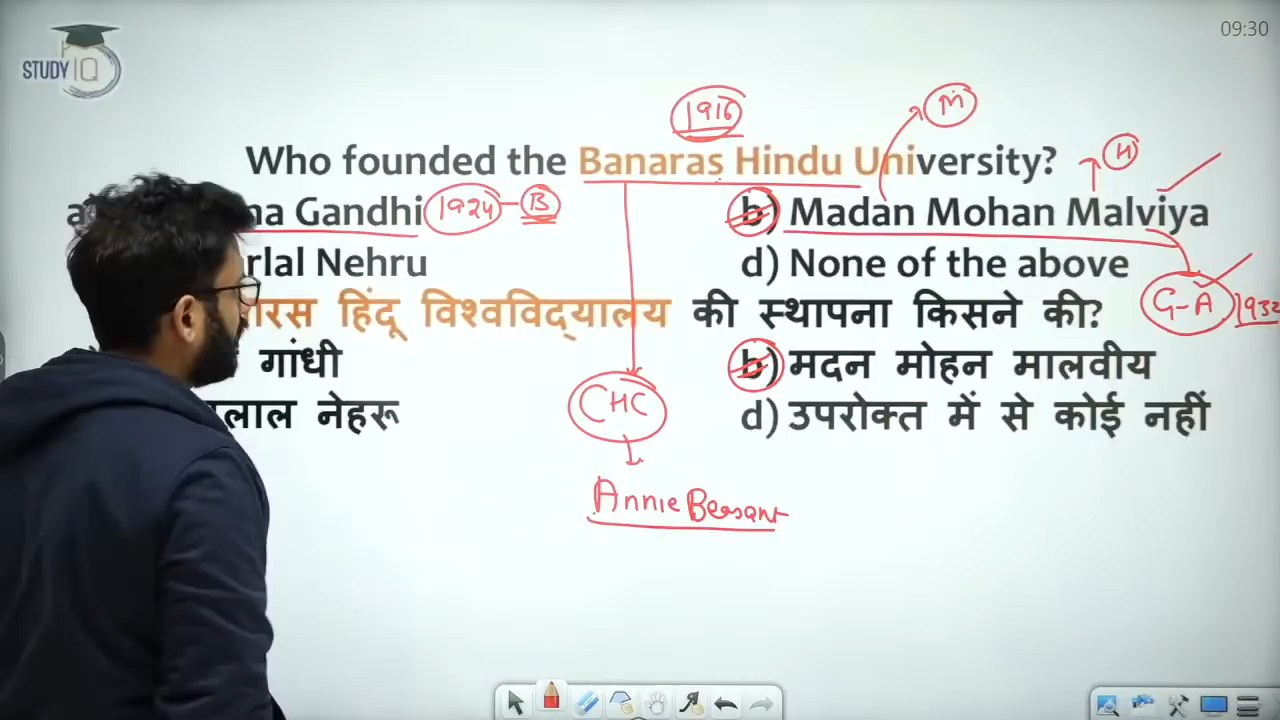 09:30
STUDY IQ
1916
M
Who founded the Banaras Hindu University?
H
a na Gandhi 1924 - B b) Madan Mohan Malviya
rlal Nehru d) None of the above
G-A 1932
ारस हिंदू विश्वविद्यालय की स्थापना किसने की?
गांधी b) मदन मोहन मालवीय
CHC
लाल नेहरू d) उपरोक्त में से कोई नहीं
Annie Besant